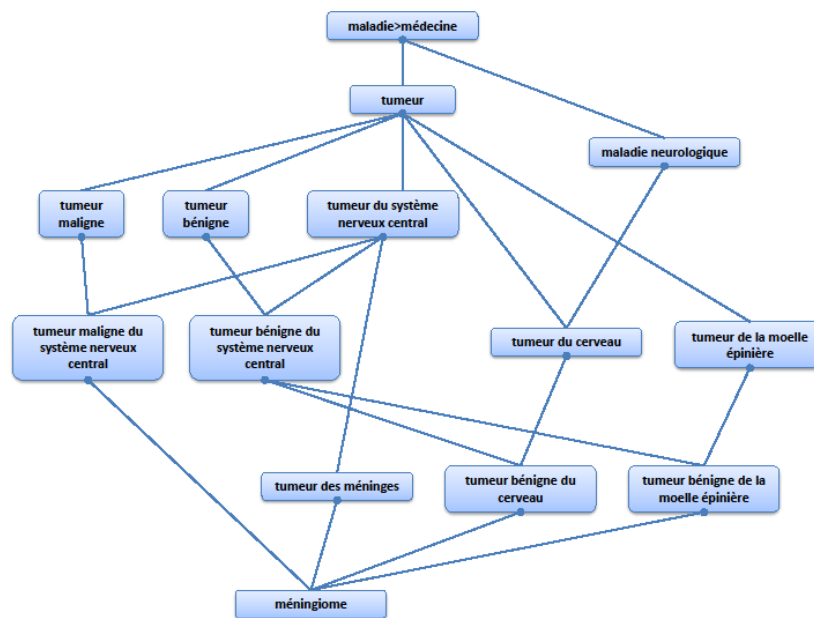 maladie>médecine
tumeur
maladie neurologique
tumeur
maligne
tumeur
bénigne
tumeur du système
nerveux central
tumeur maligne du
système nerveux
central
tumeur bénigne du
système nerveux
central
tumeur du cerveau
tumeur de la moelle
épinière
tumeur des méninges
tumeur bénigne du
cerveau
tumeur bénigne de la
moelle épinière
méningiome